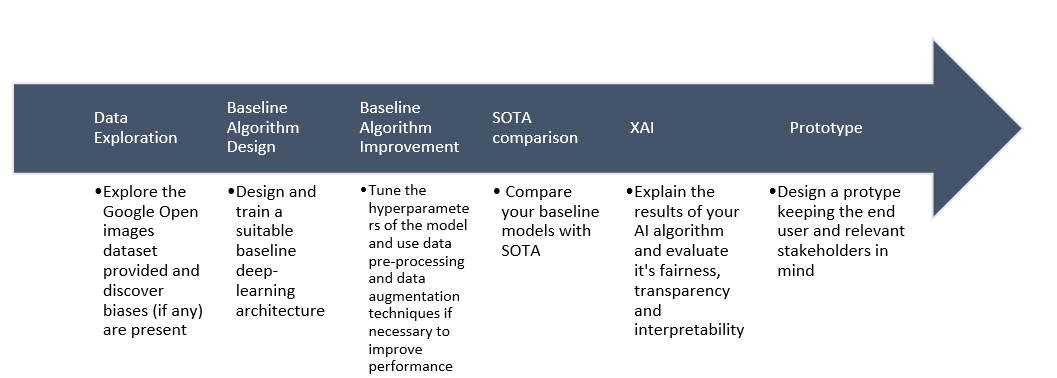 Data
Exploration
Baseline
Algorithm
Design
Baseline
Algorithm
Improvement
SOTA
comparison
XAI
Prototype
•Explore the
Google Open
images
dataset
provided and
discover
biases (if any)
are present
•Design and
train a
suitable
baseline
deep-
learning
architecture
•Tune the
hyperparamete
rs of the model
and use data
pre-processing
and data
augmentation
techniques if
necessary to
improve
performance
• Compare
your baseline
models with
SOTA
•Explain the
results of your
AI algorithm
and evaluate
it's fairness,
transparency
and
interpretability
•Design a protype
keeping the end
user and relevant
stakeholders in
mind